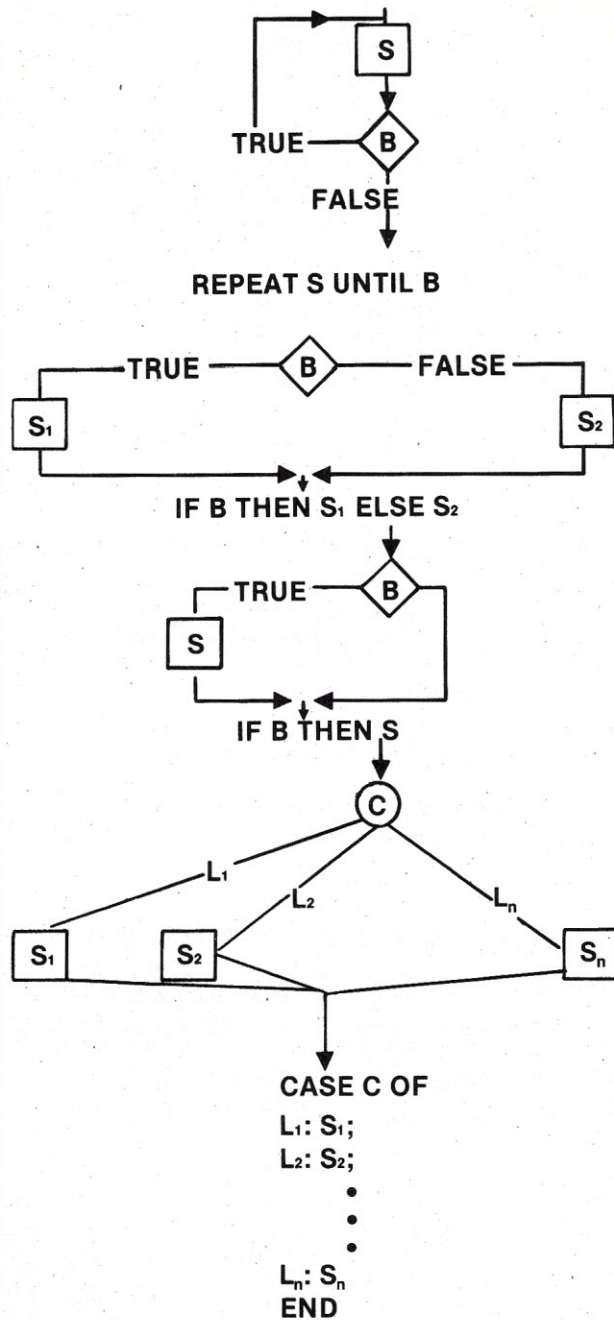 S
TRUE B
FALSE
REPEAT S UNTIL B
TRUE B FALSE
S₁ S₂
IF B THEN S₁ ELSE S₂
TRUE B
S
IF B THEN S
C
L₁ L₂ Lₙ
S₁ S₂ Sₙ
CASE C OF
L₁: S₁;
L₂: S₂;
•
•
•
Lₙ: Sₙ
END